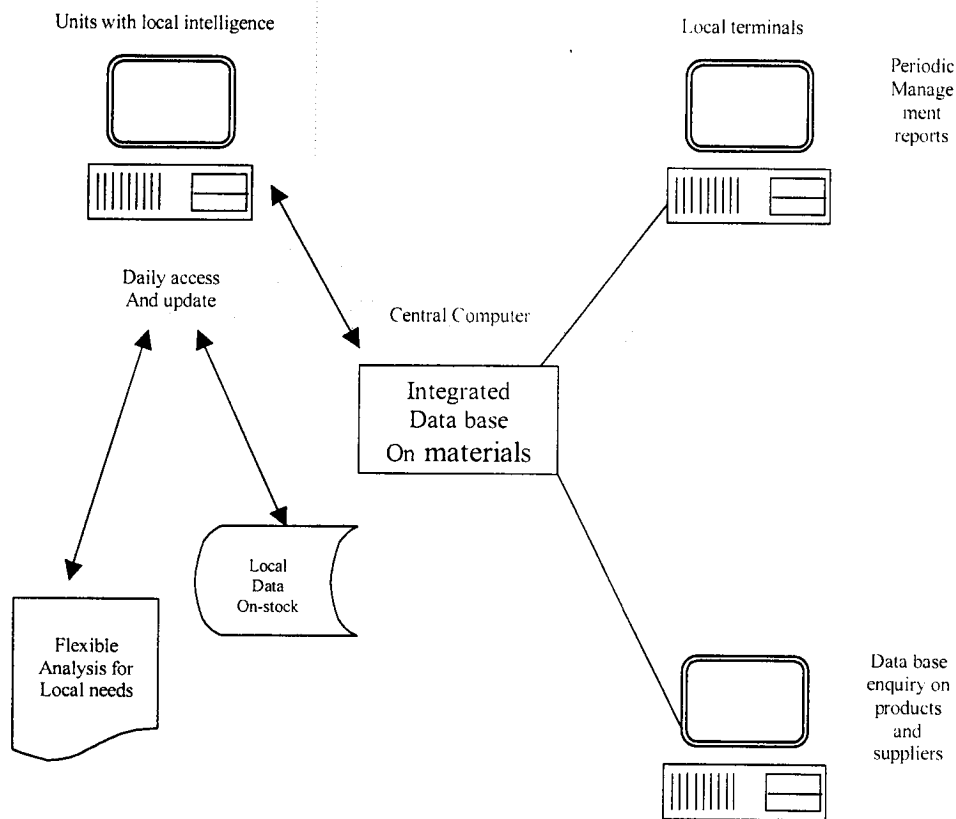 Units with local intelligence
Local terminals
Periodic
Manage
ment
reports
Daily access
And update
Central Computer
Integrated
Data base
On materials
Local
Data
On-stock
Flexible
Analysis for
Local needs
Data base
enquiry on
products
and
suppliers